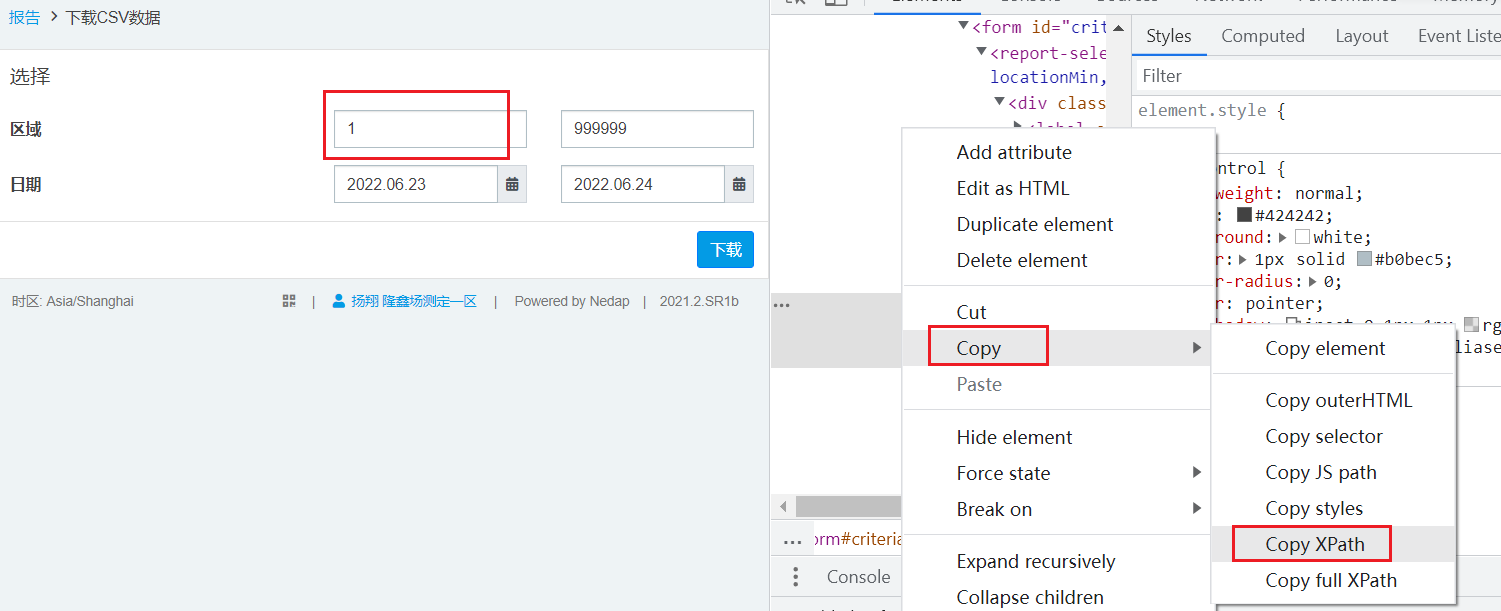 报告 > 下载CSV数据
选择
区域 1 999999
日期 2022.06.23 2022.06.24
下载
时区: Asia/Shanghai | 扬翔 隆鑫场测定一区 | Powered by Nedap | 2021.2.SR1b
<form id="crit
<report-sele
locationMin,
<div class
Styles Computed Layout Event Liste
Filter
element.style {
ntrol {
weight: normal;
: #424242;
round: white;
r: 1px solid #b0bec5;
r-radius: 0;
r: pointer;
Add attribute
Edit as HTML
Duplicate element
Delete element
Cut
Copy
Paste
Hide element
Force state
Break on
Expand recursively
Collapse children
Copy element
Copy outerHTML
Copy selector
Copy JS path
Copy styles
Copy XPath
Copy full XPath
liase
... orm#criteria
Console